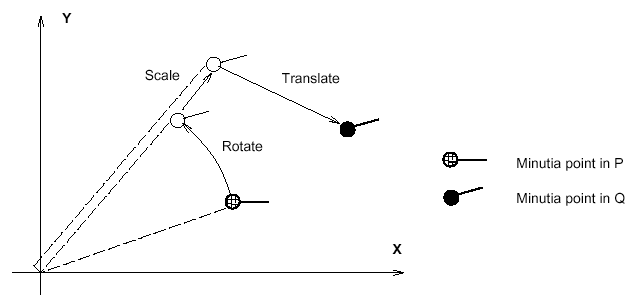 Y
Scale
Translate
Rotate
Minutia point in P
Minutia point in Q
X